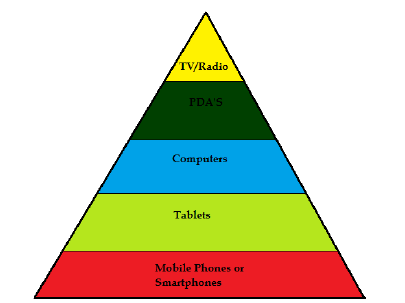 TV/Radio
PDA'S
Computers
Tablets
Mobile Phones or
Smartphones